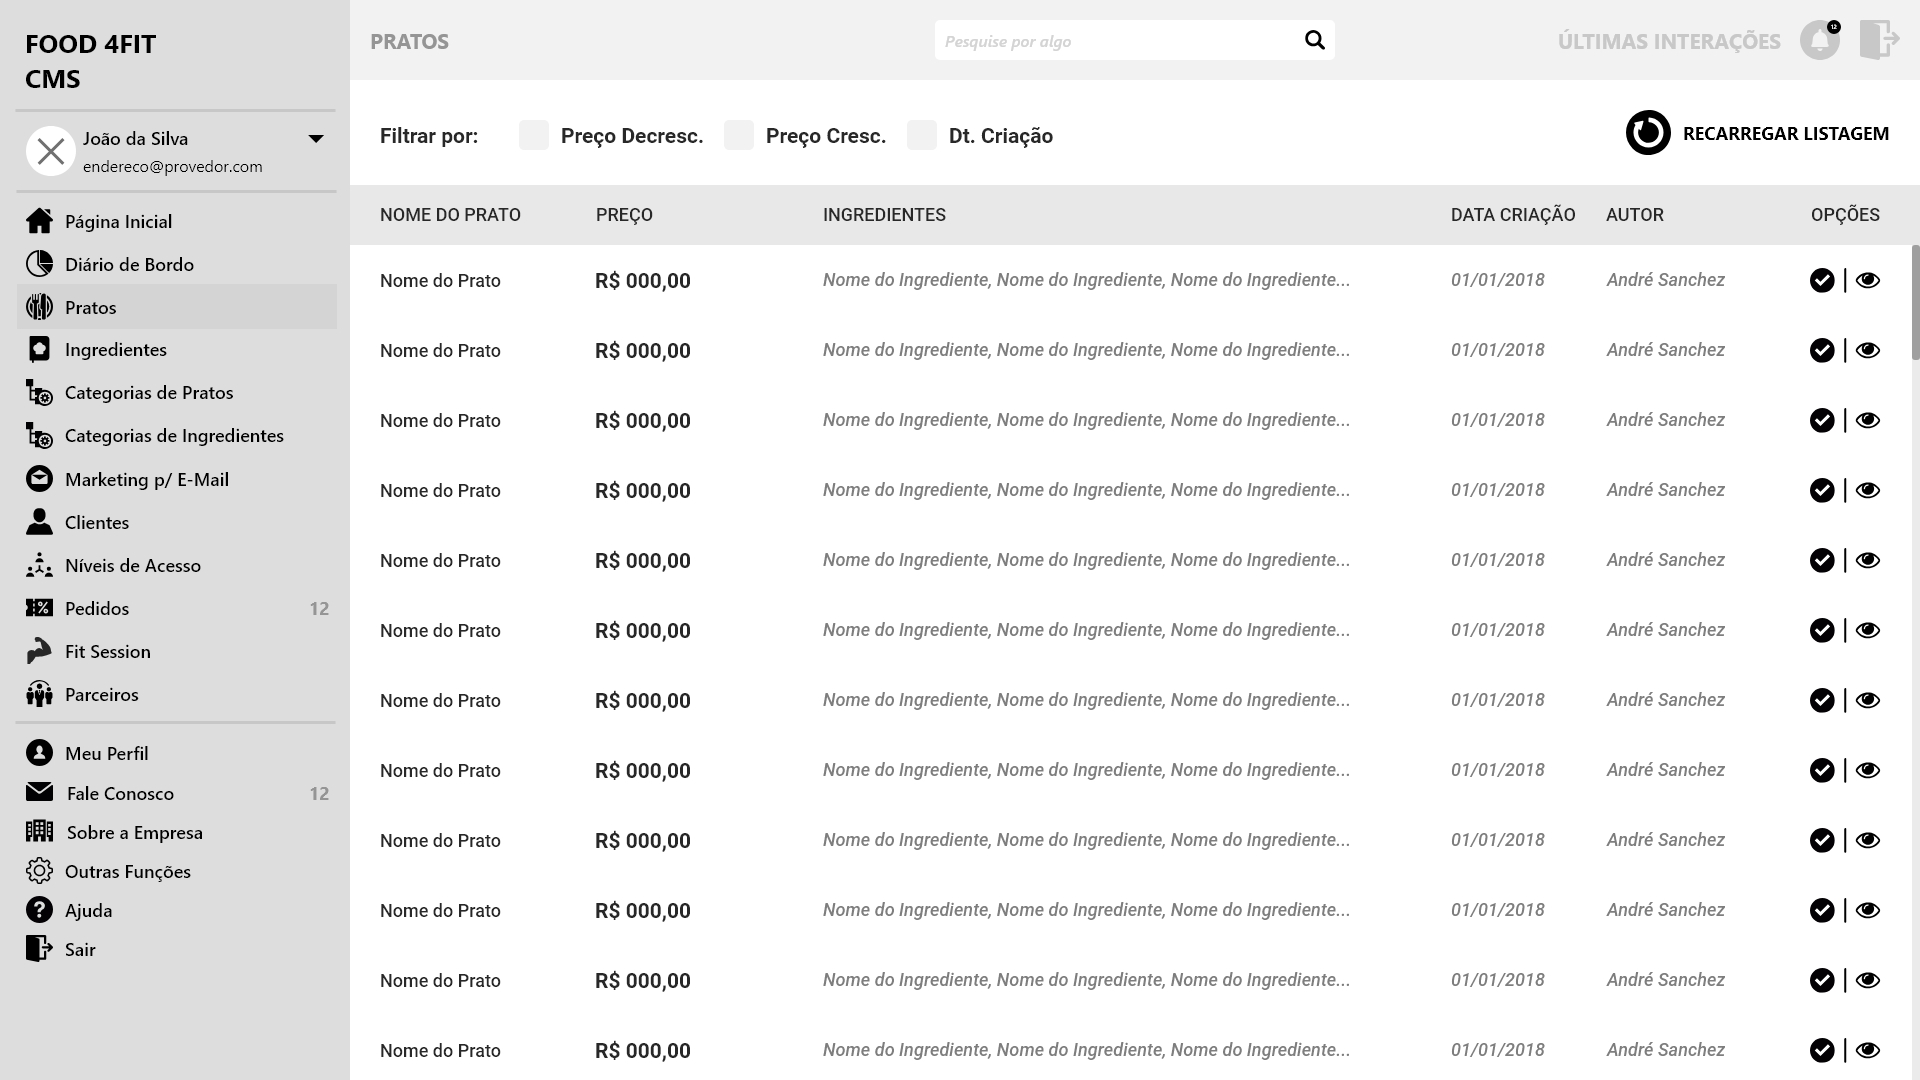 FOOD 4FIT
CMS
João da Silva
endereco@provedor.com
Página Inicial
Diário de Bordo
Pratos
Ingredientes
Categorias de Pratos
Categorias de Ingredientes
Marketing p/ E-Mail
Clientes
Níveis de Acesso
Pedidos 12
Fit Session
Parceiros
Meu Perfil
Fale Conosco 12
Sobre a Empresa
Outras Funções
Ajuda
Sair
PRATOS
Pesquise por algo
ÚLTIMAS INTERAÇÕES 12
Filtrar por: Preço Decresc. Preço Cresc. Dt. Criação
RECARREGAR LISTAGEM
NOME DO PRATO PREÇO INGREDIENTES DATA CRIAÇÃO AUTOR OPÇÕES
Nome do Prato R$ 000,00 Nome do Ingrediente, Nome do Ingrediente, Nome do Ingrediente... 01/01/2018 André Sanchez
Nome do Prato R$ 000,00 Nome do Ingrediente, Nome do Ingrediente, Nome do Ingrediente... 01/01/2018 André Sanchez
Nome do Prato R$ 000,00 Nome do Ingrediente, Nome do Ingrediente, Nome do Ingrediente... 01/01/2018 André Sanchez
Nome do Prato R$ 000,00 Nome do Ingrediente, Nome do Ingrediente, Nome do Ingrediente... 01/01/2018 André Sanchez
Nome do Prato R$ 000,00 Nome do Ingrediente, Nome do Ingrediente, Nome do Ingrediente... 01/01/2018 André Sanchez
Nome do Prato R$ 000,00 Nome do Ingrediente, Nome do Ingrediente, Nome do Ingrediente... 01/01/2018 André Sanchez
Nome do Prato R$ 000,00 Nome do Ingrediente, Nome do Ingrediente, Nome do Ingrediente... 01/01/2018 André Sanchez
Nome do Prato R$ 000,00 Nome do Ingrediente, Nome do Ingrediente, Nome do Ingrediente... 01/01/2018 André Sanchez
Nome do Prato R$ 000,00 Nome do Ingrediente, Nome do Ingrediente, Nome do Ingrediente... 01/01/2018 André Sanchez
Nome do Prato R$ 000,00 Nome do Ingrediente, Nome do Ingrediente, Nome do Ingrediente... 01/01/2018 André Sanchez
Nome do Prato R$ 000,00 Nome do Ingrediente, Nome do Ingrediente, Nome do Ingrediente... 01/01/2018 André Sanchez
Nome do Prato R$ 000,00 Nome do Ingrediente, Nome do Ingrediente, Nome do Ingrediente... 01/01/2018 André Sanchez